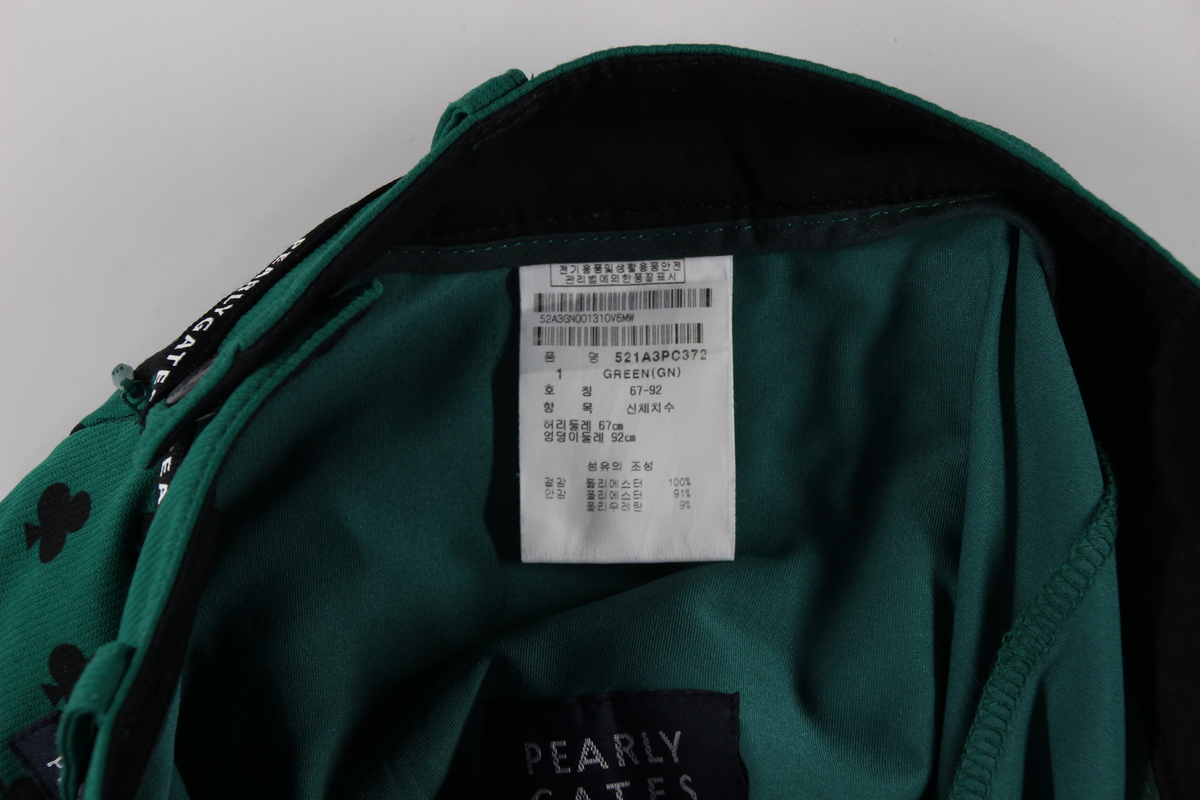 전기용품및생활용품안전
관리법에의한품질표시
52A3GN001310V6MW
품 명 521A3PC372
1 GREEN(GN)
호 칭 67-92
항 목 신체치수
허리둘레 67cm
엉덩이둘레 92cm
섬유의 조성
겉감 폴리에스터 100%
안감 폴리에스터 91%
폴리우레탄 9%
PEARLYGATES
EA
PEARLY
GATES
P